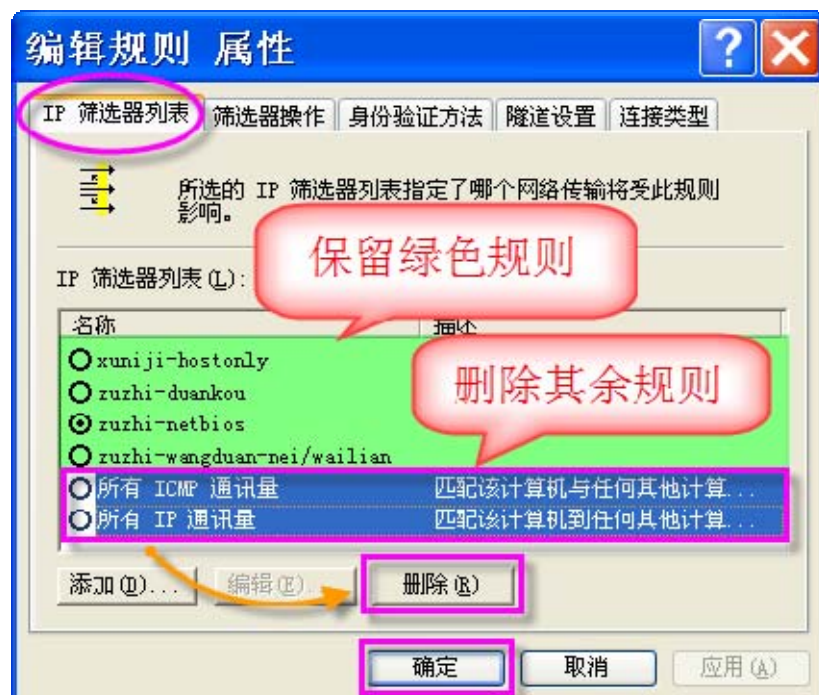 编辑规则 属性
IP 筛选器列表 筛选器操作 身份验证方法 隧道设置 连接类型
所选的 IP 筛选器列表指定了哪个网络传输将受此规则
影响。
保留绿色规则
IP 筛选器列表(L):
名称 描述
xuniji-hostonly
删除其余规则
zuzhi-duankou
zuzhi-netbios
zuzhi-wangduan-nei/wailian
所有 ICMP 通讯量 匹配该计算机与任何其他计算...
所有 IP 通讯量 匹配该计算机到任何其他计算...
添加(D)... 编辑(E)... 删除(R)
确定 取消 应用(A)